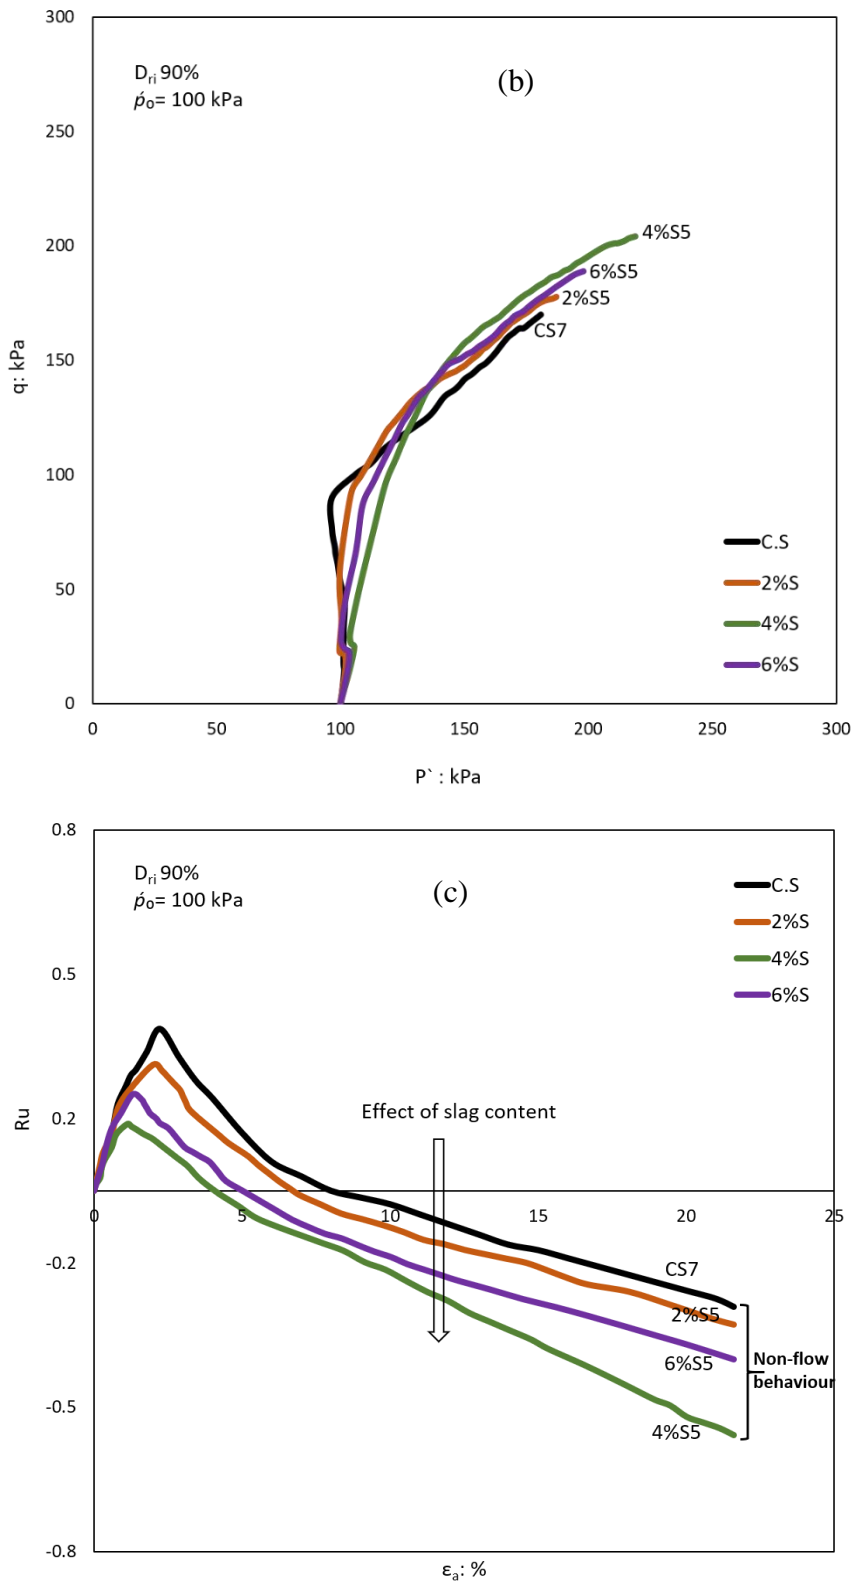 300
D_ri 90%
ṕₒ= 100 kPa
(b)
250
4%S5
200
6%S5
2%S5
CS7
150
q: kPa
100
C.S
50
2%S
4%S
6%S
0
0 50 100 150 200 250 300
P` : kPa
0.8
D_ri 90%
ṕₒ= 100 kPa
(c)
C.S
2%S
4%S
6%S
0.5
Effect of slag content
0.2
Ru
0 5 10 15 20 25
-0.2
CS7
2%S5
6%S5
Non-flow
behaviour
-0.5
4%S5
-0.8
εₐ: %